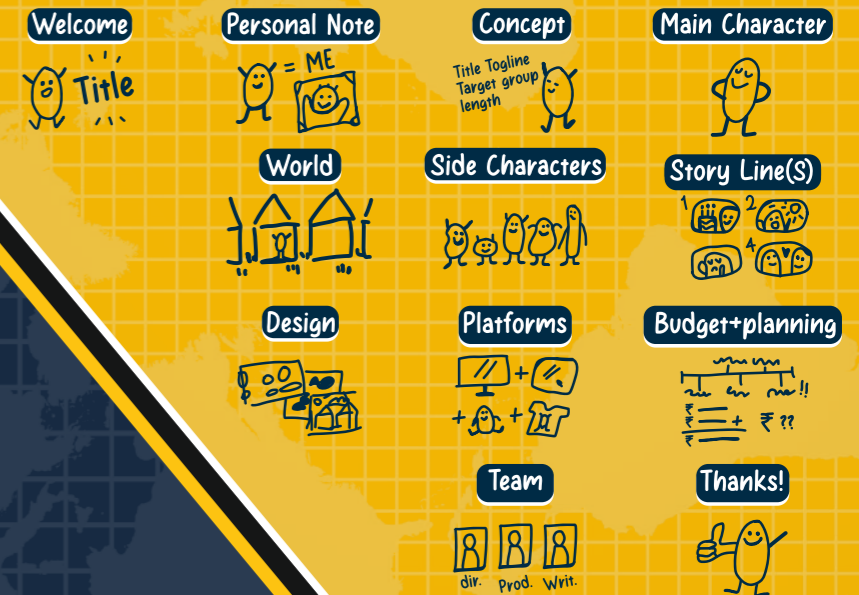 Welcome
Personal Note
Concept
Main Character
Title
= ME
Title Togline
Target group
length
World
Side Characters
Story Line(S)
1
2
4
Design
Platforms
Budget+planning
+
+
+
!!
₹
₹ +
₹
₹ ??
Team
Thanks!
dir. Prod. Writ.